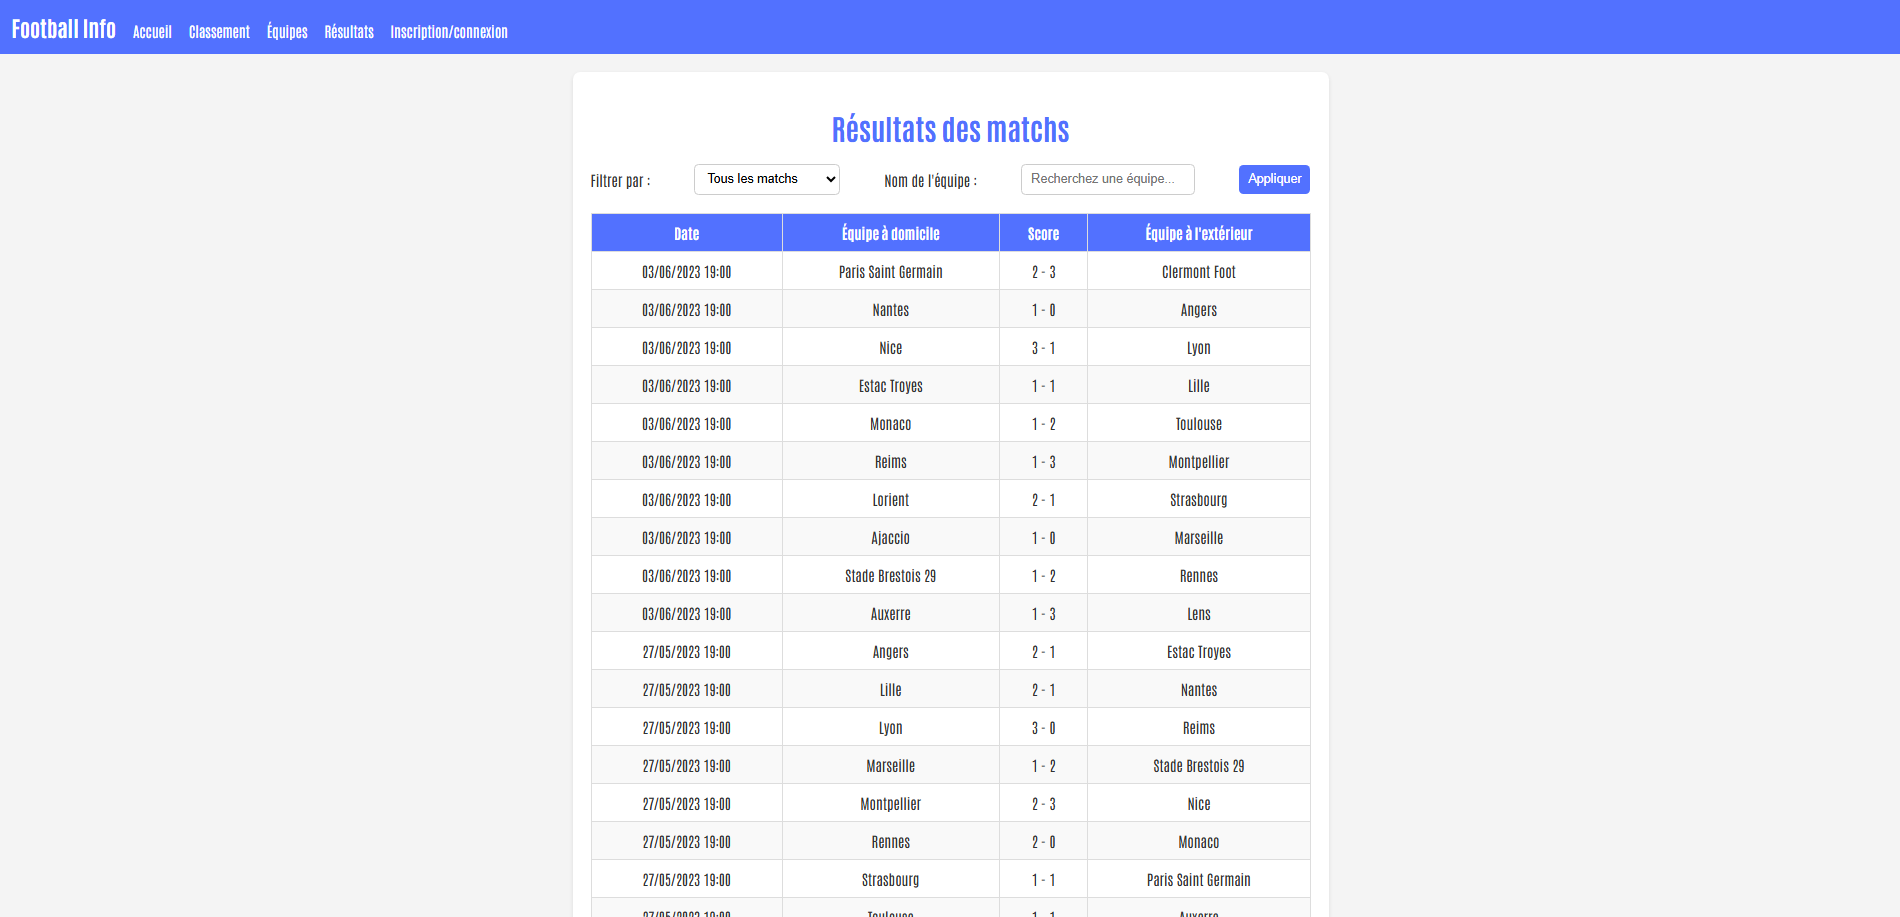 Football Info Accueil Classement Équipes Résultats Inscription/connexion
Résultats des matchs
Filtrer par : Tous les matchs Nom de l'équipe : Recherchez une équipe... Appliquer
Date Équipe à domicile Score Équipe à l'extérieur
03/06/2023 19:00 Paris Saint Germain 2 - 3 Clermont Foot
03/06/2023 19:00 Nantes 1 - 0 Angers
03/06/2023 19:00 Nice 3 - 1 Lyon
03/06/2023 19:00 Estac Troyes 1 - 1 Lille
03/06/2023 19:00 Monaco 1 - 2 Toulouse
03/06/2023 19:00 Reims 1 - 3 Montpellier
03/06/2023 19:00 Lorient 2 - 1 Strasbourg
03/06/2023 19:00 Ajaccio 1 - 0 Marseille
03/06/2023 19:00 Stade Brestois 29 1 - 2 Rennes
03/06/2023 19:00 Auxerre 1 - 3 Lens
27/05/2023 19:00 Angers 2 - 1 Estac Troyes
27/05/2023 19:00 Lille 2 - 1 Nantes
27/05/2023 19:00 Lyon 3 - 0 Reims
27/05/2023 19:00 Marseille 1 - 2 Stade Brestois 29
27/05/2023 19:00 Montpellier 2 - 3 Nice
27/05/2023 19:00 Rennes 2 - 0 Monaco
27/05/2023 19:00 Strasbourg 1 - 1 Paris Saint Germain
27/05/2023 19:00 Toulouse 1 - 1 Auxerre